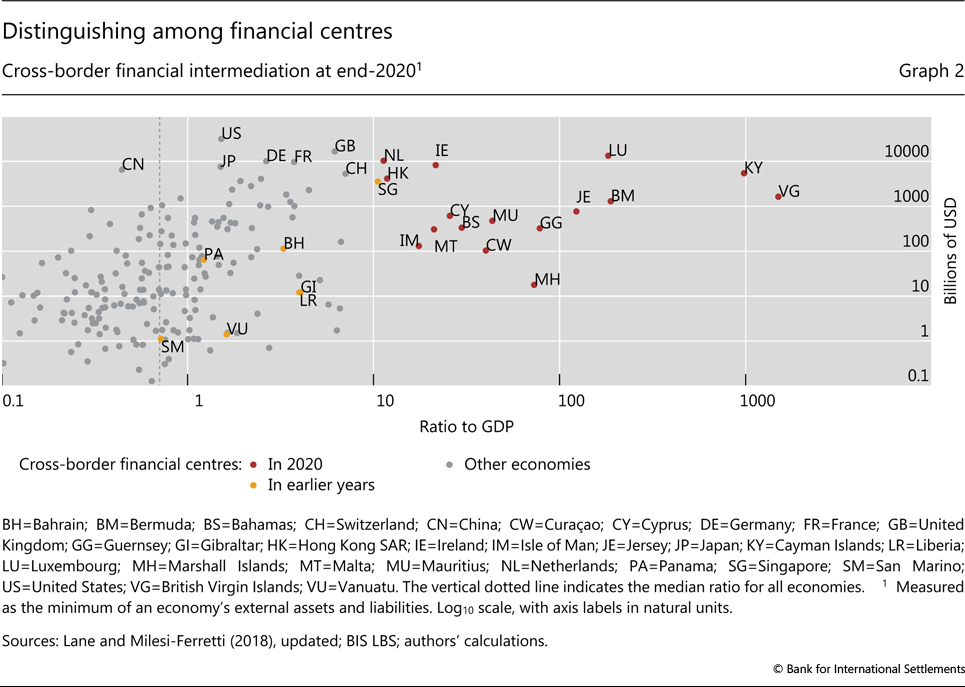 Distinguishing among financial centres
Cross-border financial intermediation at end-2020¹ Graph 2
US
GB
CN
JP
DE
FR
CH
NL
HK
SG
IE
LU
KY
VG
10000
1000
100
10
1
0.1
Billions of USD
JE
BM
CY
BS
MU
GG
IM
MT
CW
MH
BH
PA
GI
LR
VU
SM
0.1 1 10 100 1000
Ratio to GDP
Cross-border financial centres: In 2020 Other economies
In earlier years
BH=Bahrain; BM=Bermuda; BS=Bahamas; CH=Switzerland; CN=China; CW=Curaçao; CY=Cyprus; DE=Germany; FR=France; GB=United
Kingdom; GG=Guernsey; GI=Gibraltar; HK=Hong Kong SAR; IE=Ireland; IM=Isle of Man; JE=Jersey; JP=Japan; KY=Cayman Islands; LR=Liberia;
LU=Luxembourg; MH=Marshall Islands; MT=Malta; MU=Mauritius; NL=Netherlands; PA=Panama; SG=Singapore; SM=San Marino;
US=United States; VG=British Virgin Islands; VU=Vanuatu. The vertical dotted line indicates the median ratio for all economies. ¹ Measured
as the minimum of an economy’s external assets and liabilities. Log₁₀ scale, with axis labels in natural units.
Sources: Lane and Milesi-Ferretti (2018), updated; BIS LBS; authors’ calculations.
© Bank for International Settlements